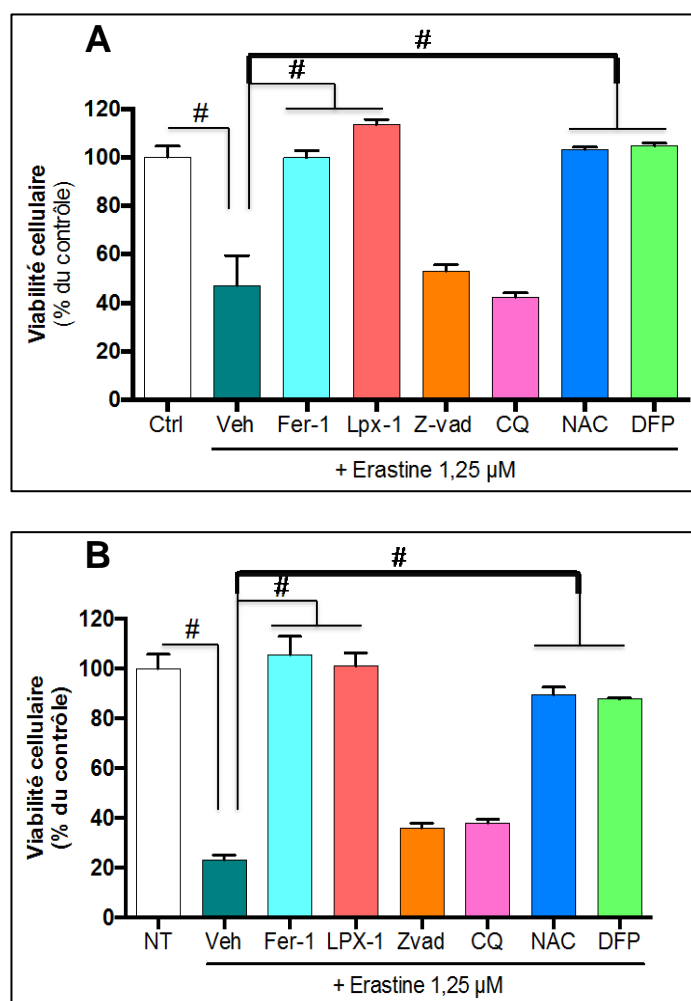 A
#
#
#
120
100
80
60
40
20
0
Viabilité cellulaire
(% du contrôle)
Ctrl Veh Fer-1 Lpx-1 Z-vad CQ NAC DFP
+ Erastine 1,25 µM
B
#
#
#
120
100
80
60
40
20
0
Viabilité cellulaire
(% du contrôle)
NT Veh Fer-1 LPX-1 Zvad CQ NAC DFP
+ Erastine 1,25 µM